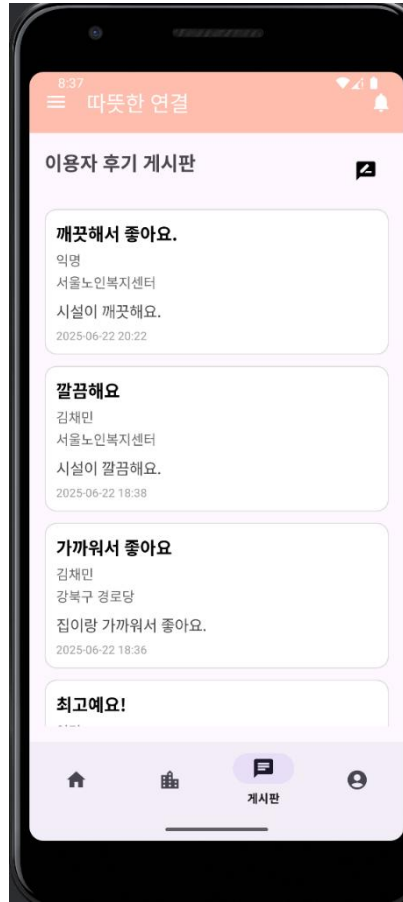 8:37
따뜻한 연결
이용자 후기 게시판
깨끗해서 좋아요.
익명
서울노인복지센터
시설이 깨끗해요.
2025-06-22 20:22
깔끔해요
김채민
서울노인복지센터
시설이 깔끔해요.
2025-06-22 18:38
가까워서 좋아요
김채민
강북구 경로당
집이랑 가까워서 좋아요.
2025-06-22 18:36
최고예요!
게시판